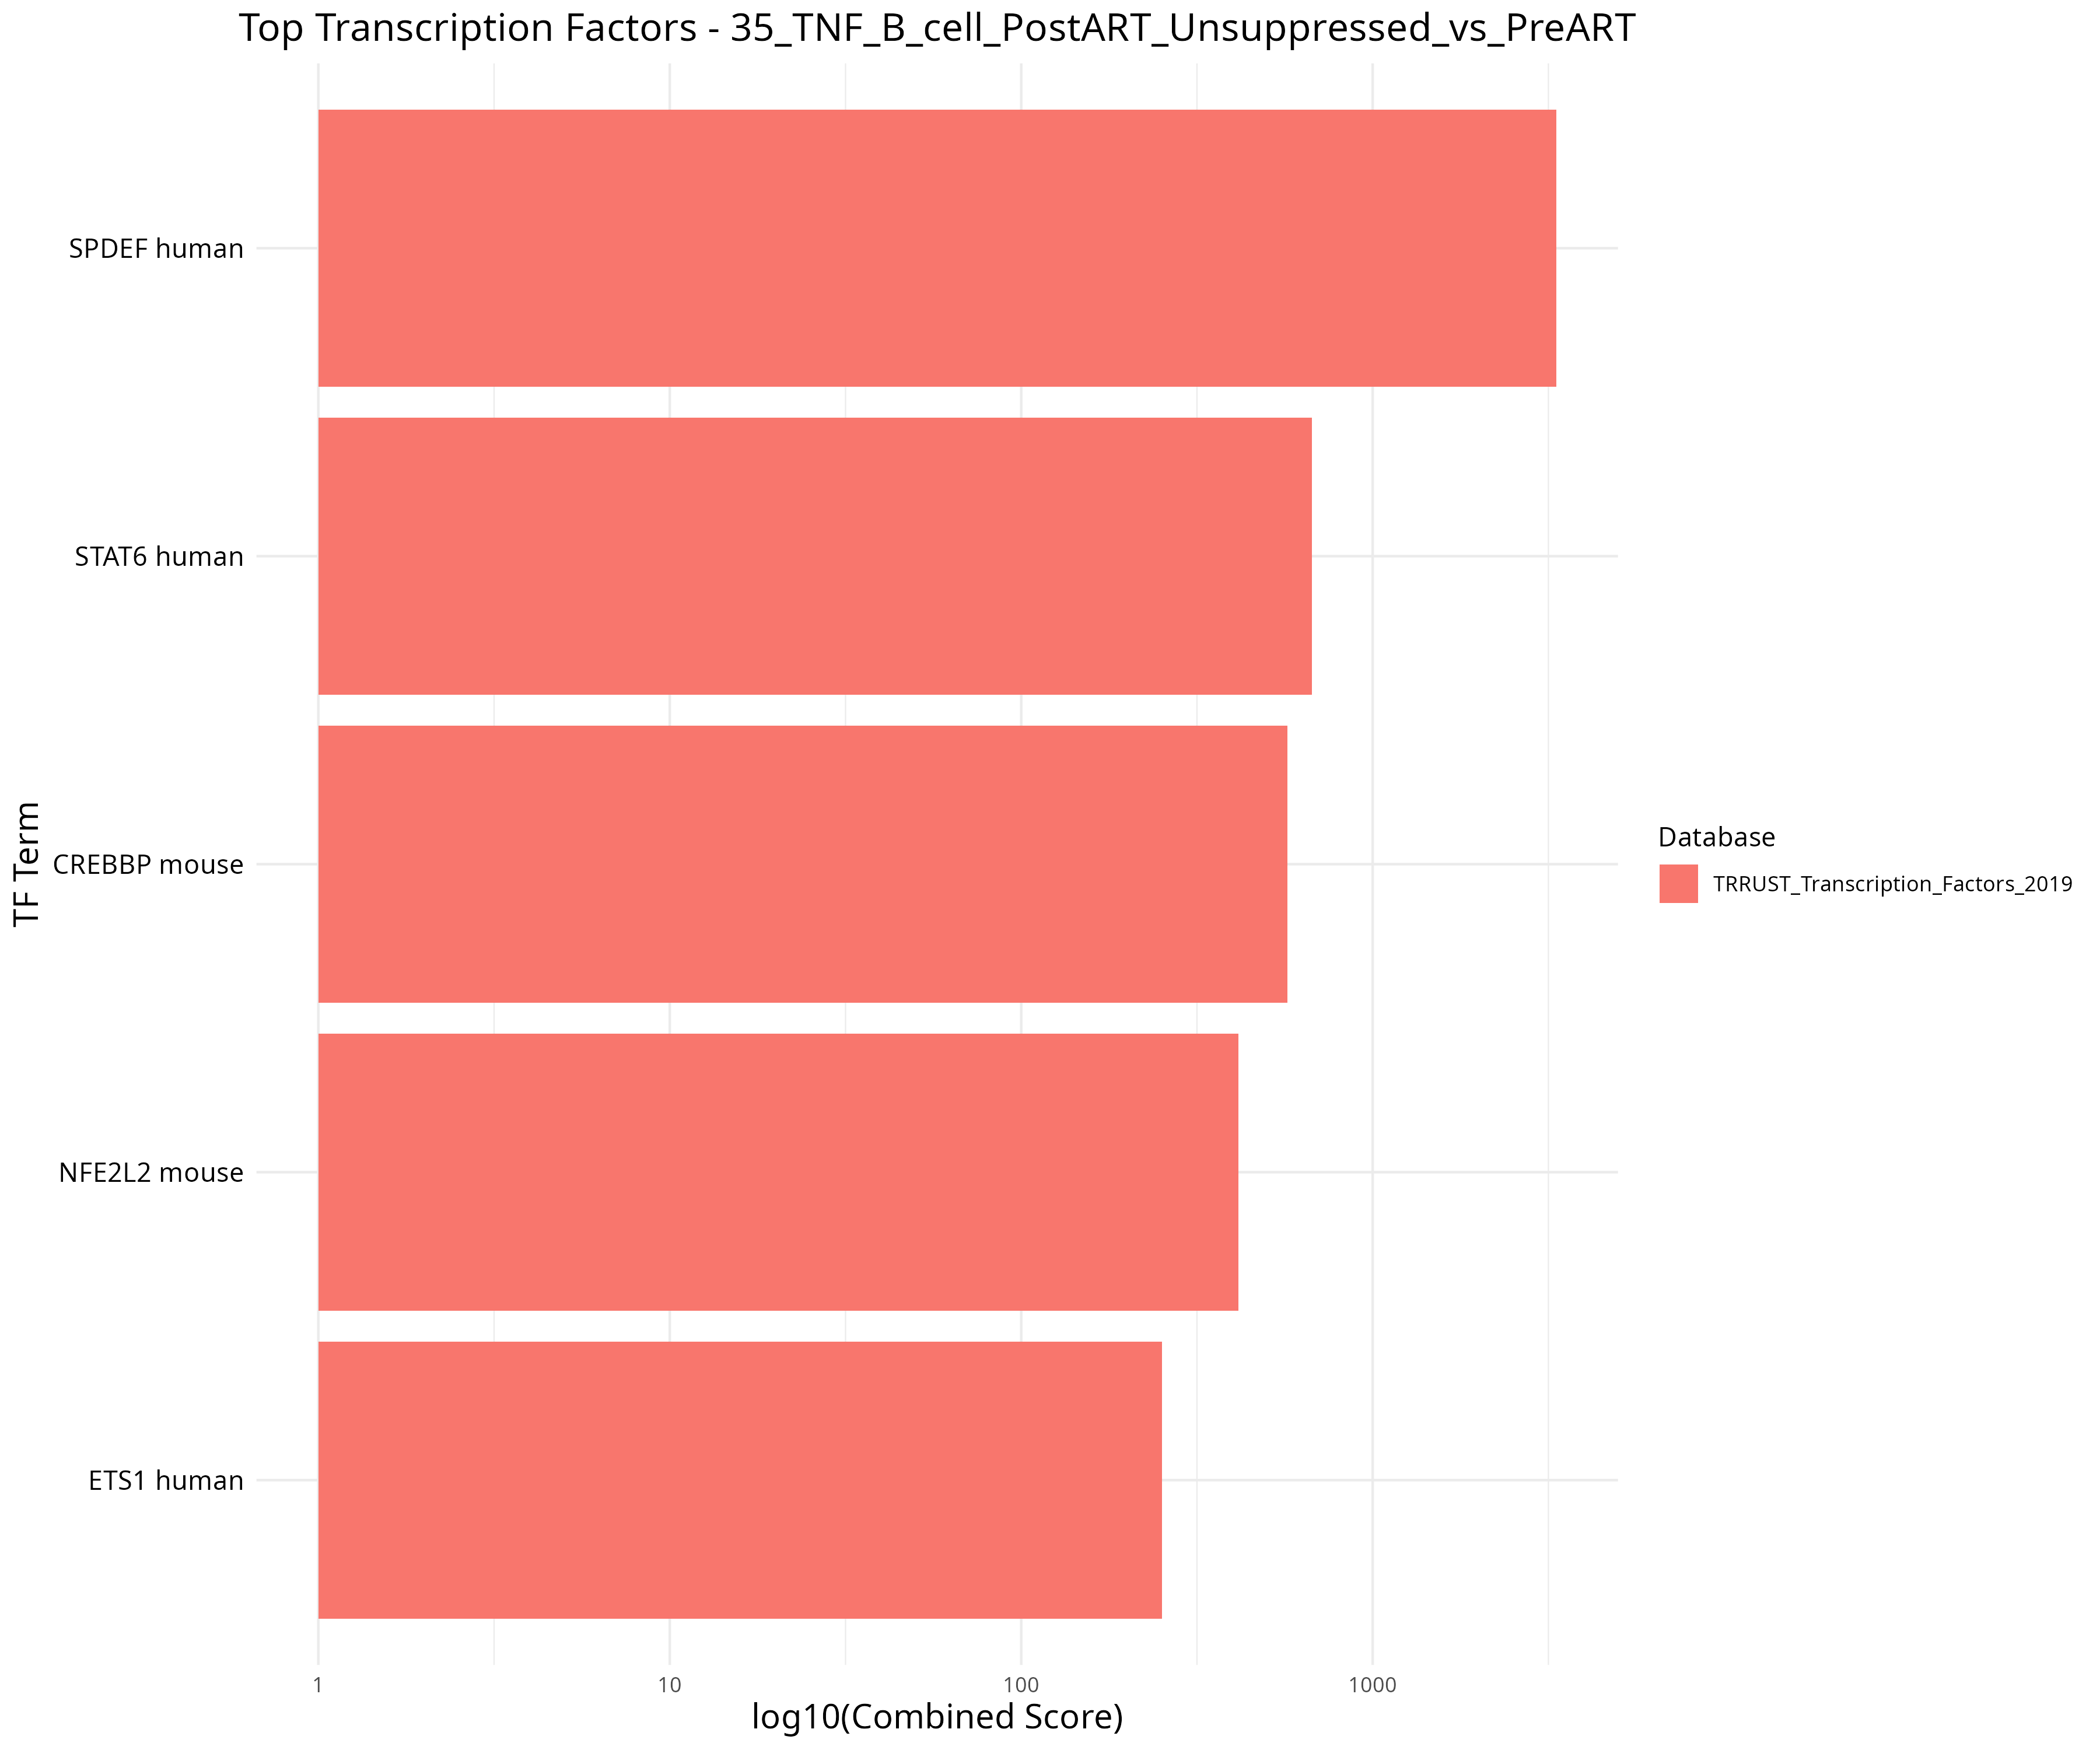 Top Transcription Factors - 35_TNF_B_cell_PostART_Unsuppressed_vs_PreART
TF Term
SPDEF human
STAT6 human
CREBBP mouse
NFE2L2 mouse
ETS1 human
1 10 100 1000
log10(Combined Score)
Database
TRRUST_Transcription_Factors_2019